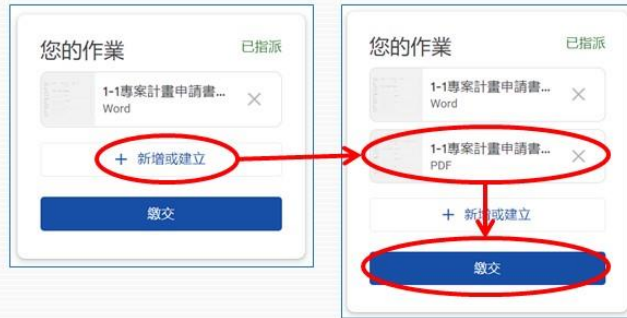 您的作業
已指派
1-1專案計畫申請書...
Word
+ 新增或建立
繳交
您的作業
已指派
1-1專案計畫申請書...
Word
1-1專案計畫申請書...
PDF
+ 新增或建立
繳交